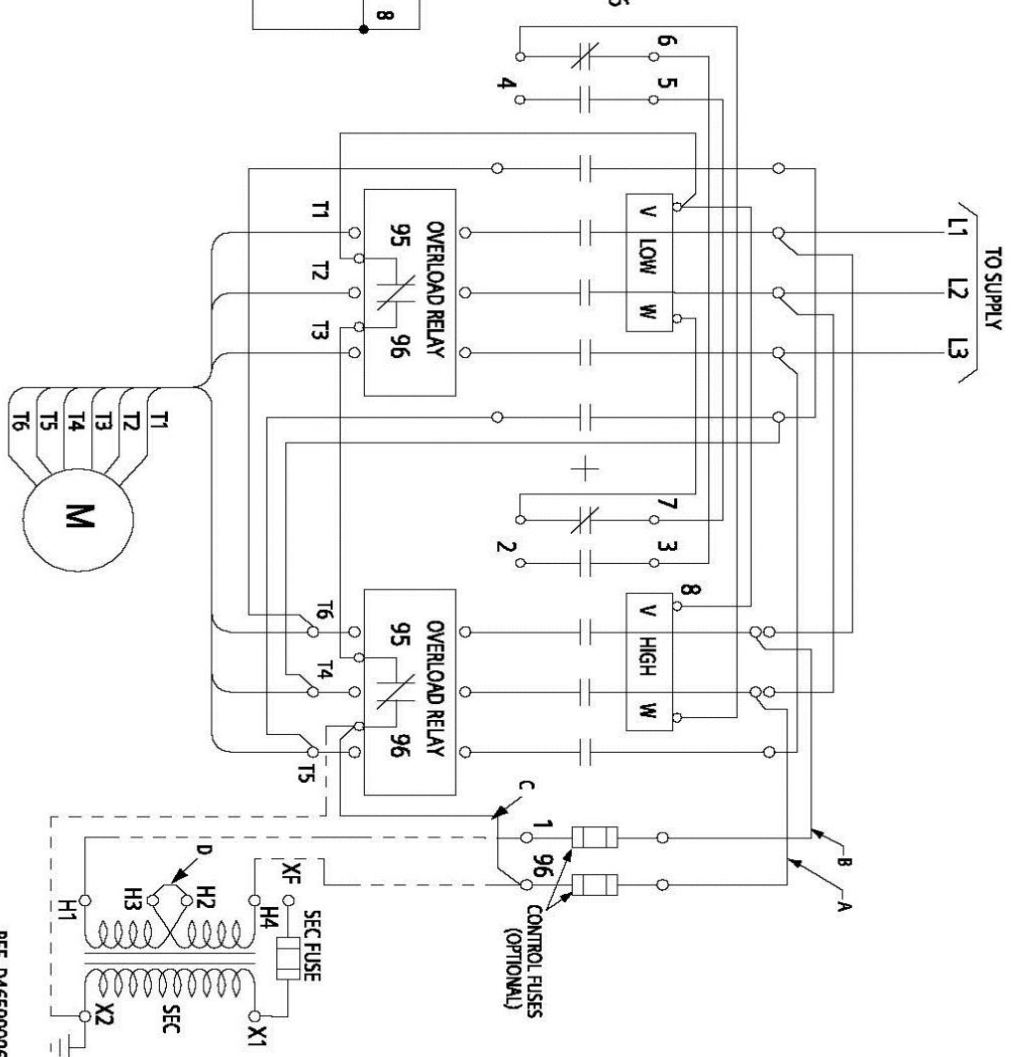 TO SUPPLY
L1 L2 L3
B
A
8
6 5 7 3
V LOW W
V HIGH W
1 96
CONTROL FUSES
(OPTIONAL)
C
4 2
OVERLOAD RELAY
95 96
OVERLOAD RELAY
95 96
T1 T2 T3
T6 T4 T5
8
T1
T2
T3
T4
T5
T6
M
SEC FUSE
XF
X1
H4
H2
D
H3
H1
SEC
X2